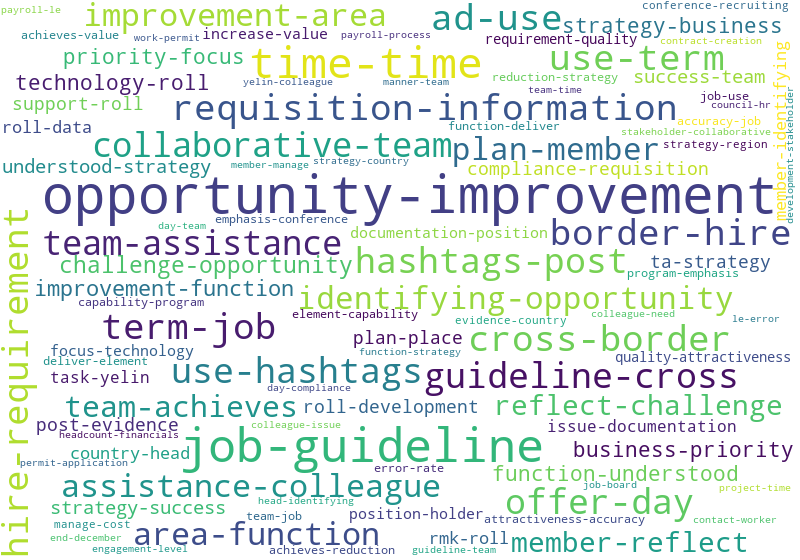 payroll-le
improvement-area
ad-use
conference-recruiting
strategy-business
achieves-value
work-permit
increase-value
payroll-process
requirement-quality
contract-creation
priority-focus
time-time
use-term
technology-roll
yelin-colleague
manner-team
reduction-strategy
success-team
support-roll
requisition-information
team-time
job-use
council-hr
member-identifying
development-stakeholder
roll-data
function-deliver
accuracy-job
stakeholder-collaborative
collaborative-team
plan-member
strategy-region
understood-strategy
member-manage
strategy-country
compliance-requisition
opportunity-improvement
day-team
emphasis-conference
team-assistance
documentation-position
border-hire
challenge-opportunity
hashtags-post
ta-strategy
program-emphasis
improvement-function
capability-program
identifying-opportunity
hire-requirement
term-job
element-capability
evidence-country
colleague-need
le-error
plan-place
cross-border
focus-technology
function-strategy
quality-attractiveness
deliver-element
task-yelin
use-hashtags
guideline-cross
day-compliance
team-achieves
roll-development
reflect-challenge
post-evidence
colleague-issue
issue-documentation
headcount-financials
job-guideline
business-priority
country-head
permit-application
error-rate
function-understood
assistance-colleague
job-board
project-time
strategy-success
head-identifying
offer-day
manage-cost
team-job
position-holder
attractiveness-accuracy
contact-worker
end-december
area-function
rmk-roll
member-reflect
engagement-level
achieves-reduction
guideline-team